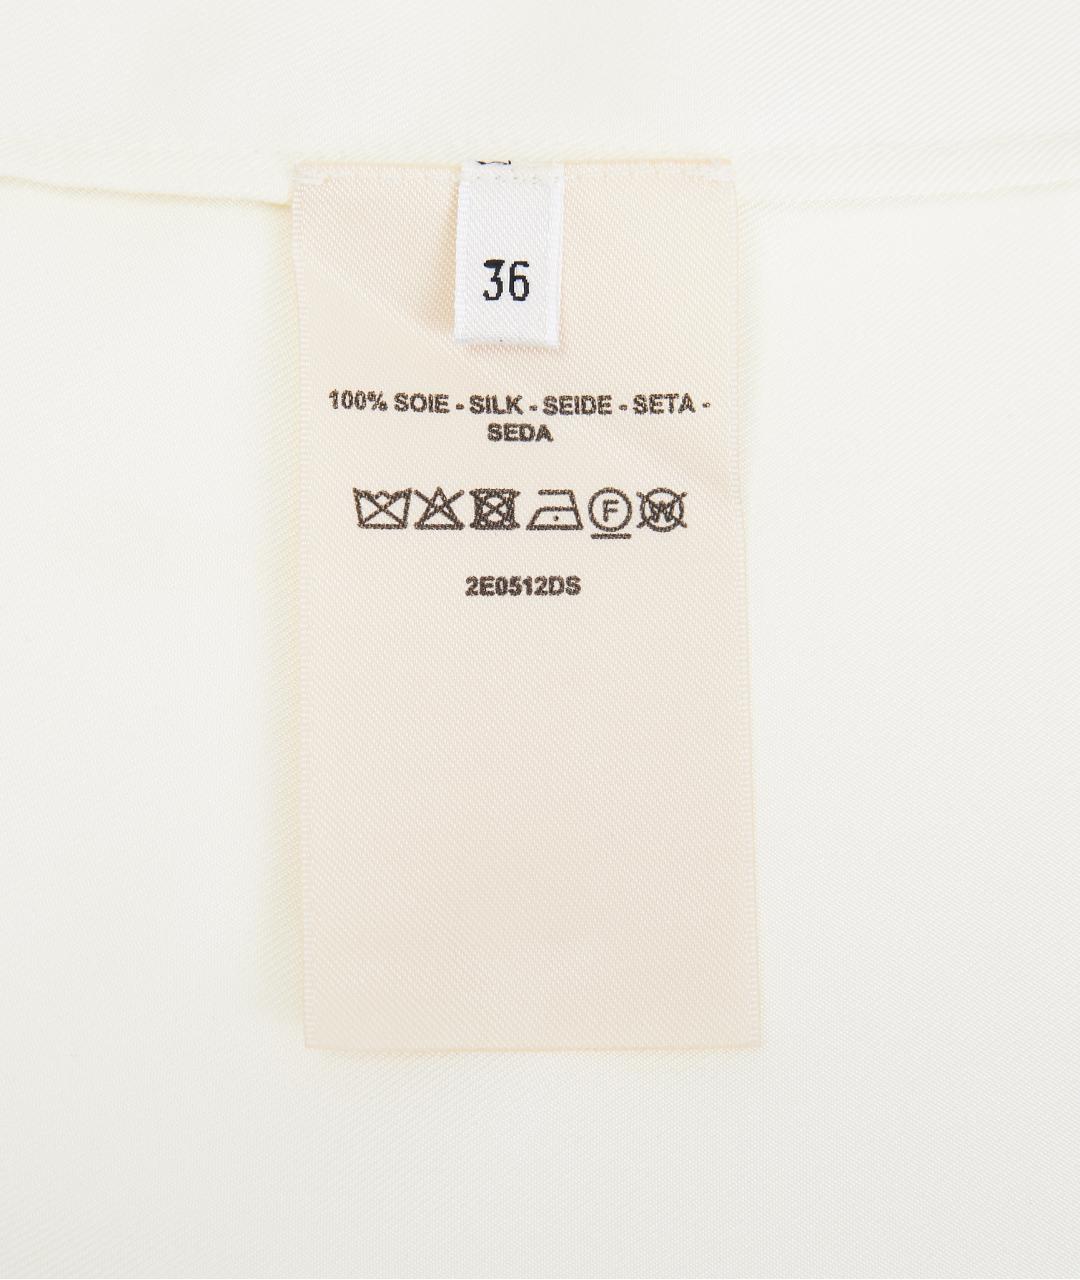 36
100% SOIE - SILK - SEIDE - SETA -
SEDA
F W
2E0512DS